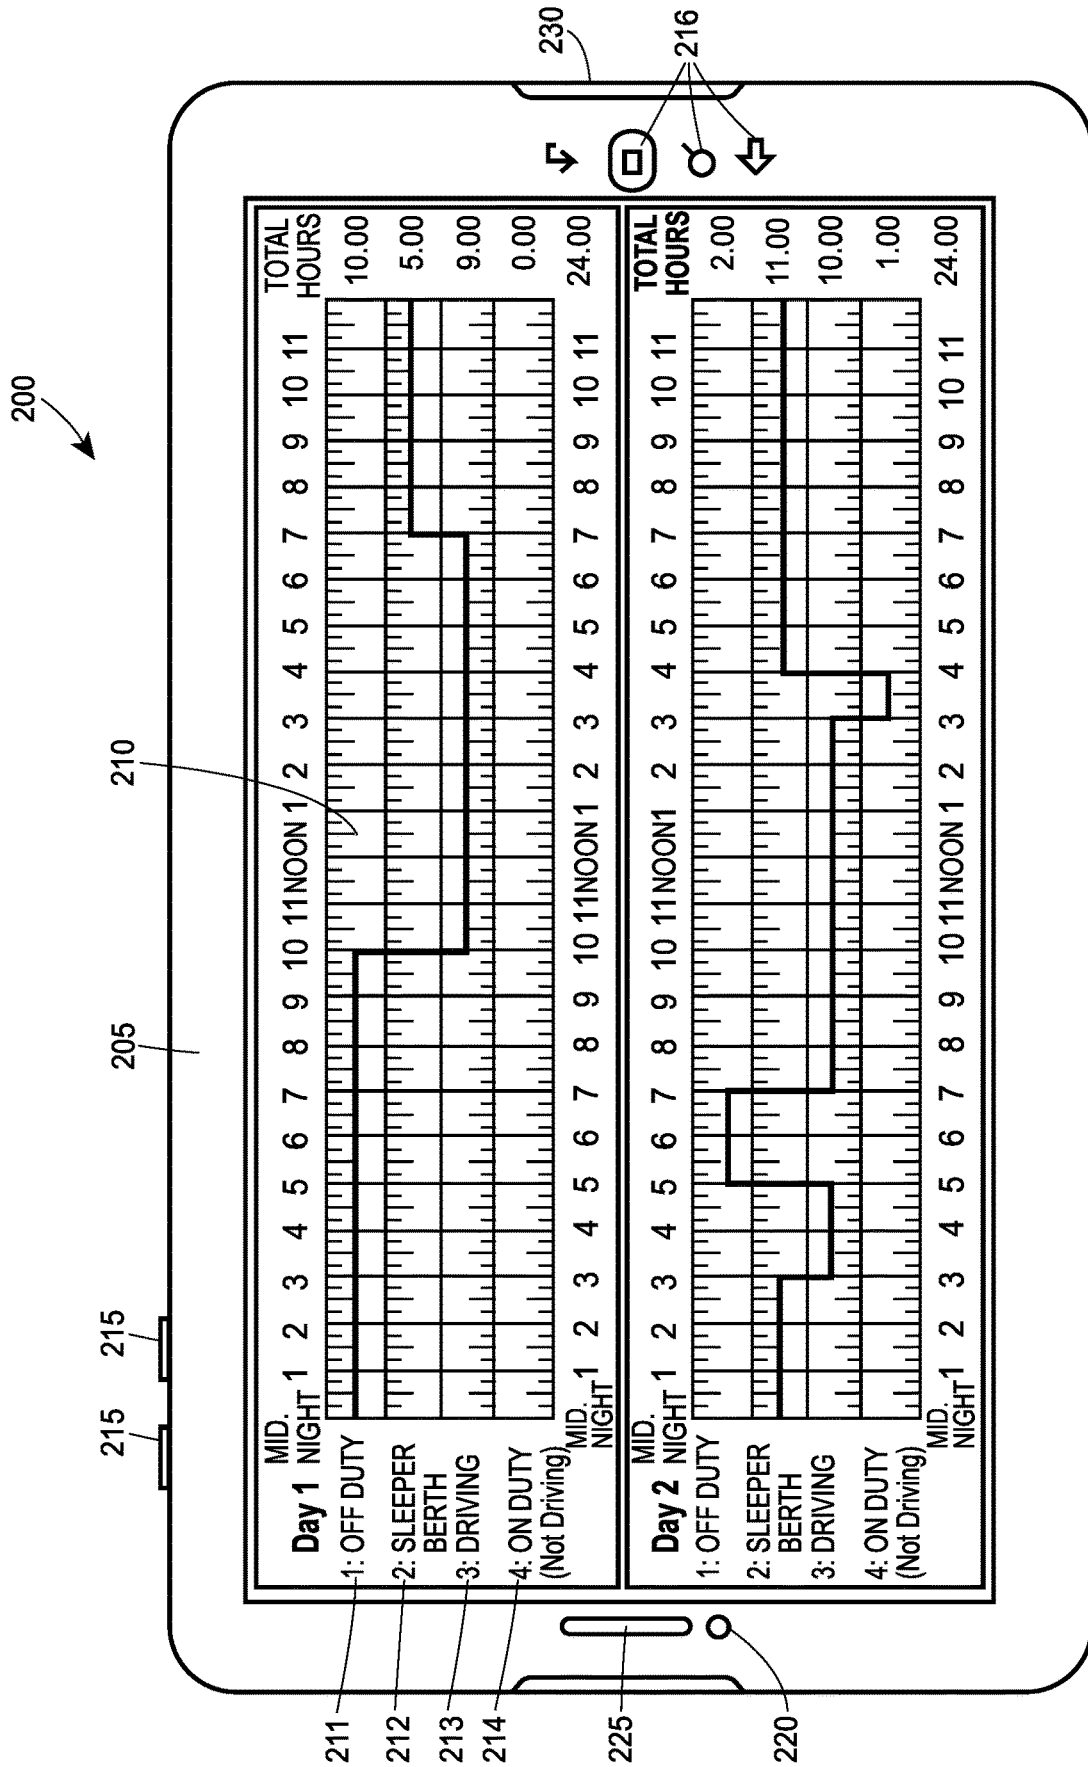 200
205
210
215
215
230
216
Day 1
MID.
NIGHT 1 2 3 4 5 6 7 8 9 10 11 NOON 1 2 3 4 5 6 7 8 9 10 11
TOTAL
HOURS
1: OFF DUTY 10.00
2: SLEEPER
BERTH 5.00
3: DRIVING 9.00
4: ON DUTY 0.00
(Not Driving)
MID.
NIGHT 1 2 3 4 5 6 7 8 9 10 11 NOON 1 2 3 4 5 6 7 8 9 10 11 24.00
Day 2
MID.
NIGHT 1 2 3 4 5 6 7 8 9 10 11 NOON 1 2 3 4 5 6 7 8 9 10 11
TOTAL
HOURS
1: OFF DUTY 2.00
2: SLEEPER
BERTH 11.00
3: DRIVING 10.00
4: ON DUTY 1.00
(Not Driving)
MID.
NIGHT 1 2 3 4 5 6 7 8 9 10 11 NOON 1 2 3 4 5 6 7 8 9 10 11 24.00
211
212
213
214
225
220